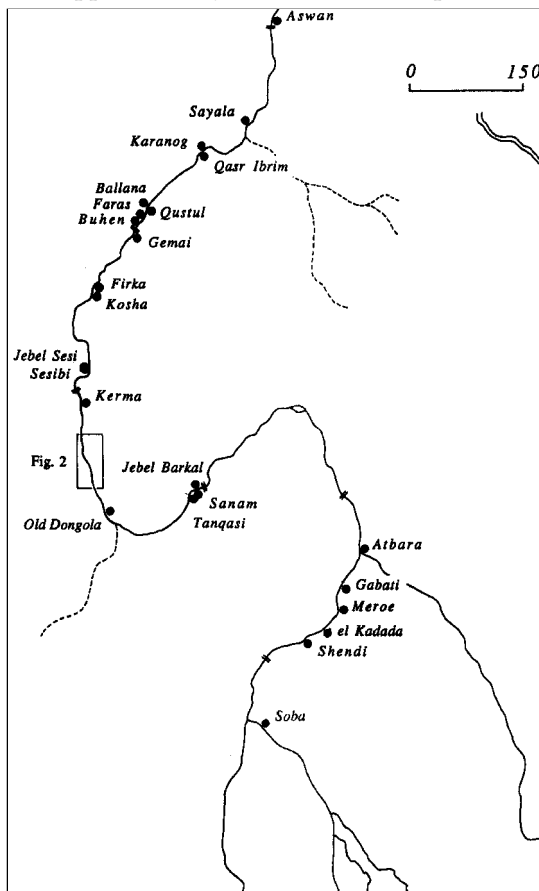 Aswan
0 150
Sayala
Karanog
Qasr Ibrim
Ballana
Faras
Qustul
Buhen
Gemai
Firka
Kosha
Jebel Sesi
Sesibi
Kerma
Fig. 2
Jebel Barkal
Sanam
Tanqasi
Old Dongola
Atbara
Gabati
Meroe
el Kadada
Shendi
Soba